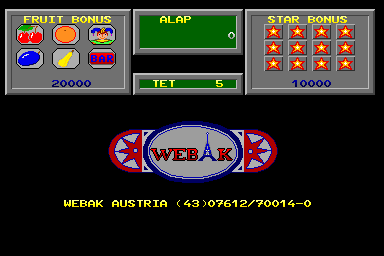 FRUIT BONUS
BAR
20000
ALAP
0
TET 5
STAR BONUS
10000
WEBAK
WEBAK AUSTRIA (43)07612/70014-0